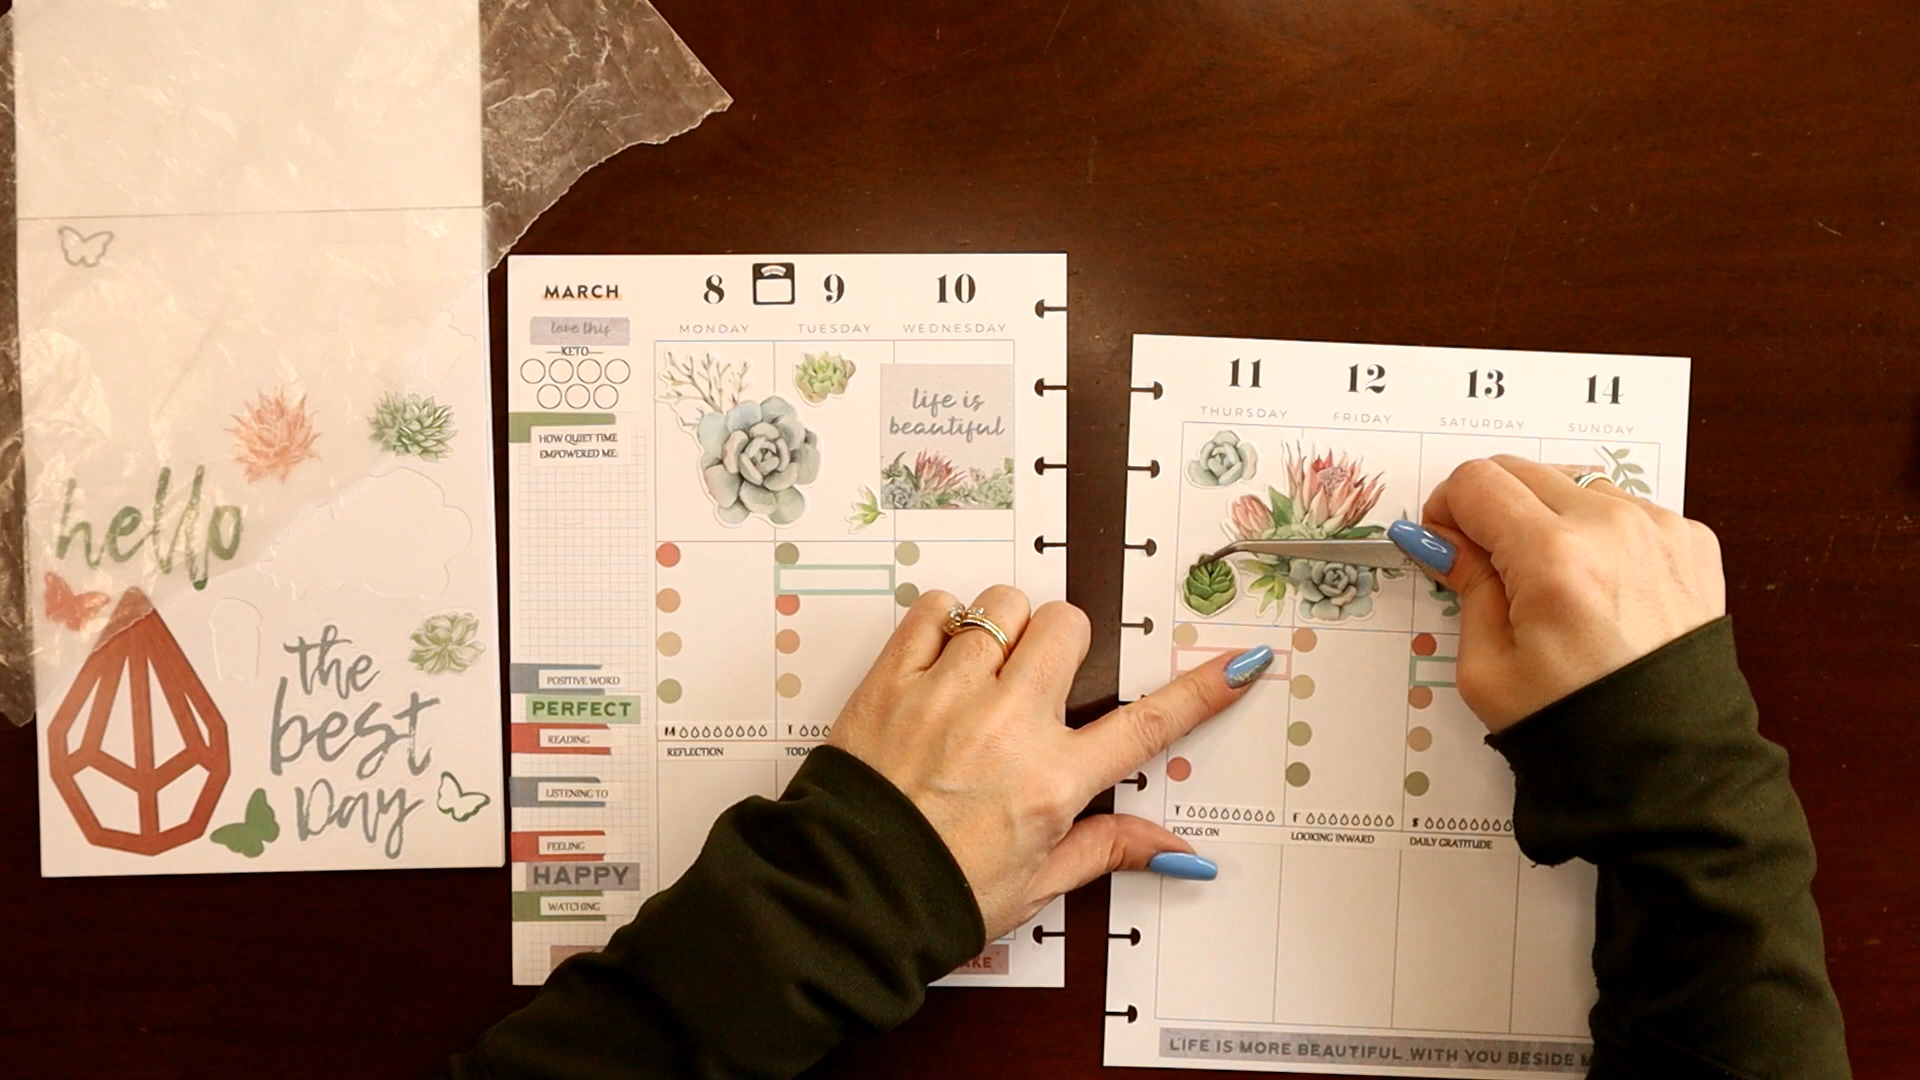 hello
the
best
Day
MARCH
8
9
10
MONDAY
TUESDAY
WEDNESDAY
love this
KETO
HOW QUIET TIME
EMPOWERED ME:
life is
beautiful
POSITIVE WORD
PERFECT
READING
LISTENING TO
FEELING
HAPPY
WATCHING
M
T
REFLECTION
11
12
13
14
THURSDAY
FRIDAY
SATURDAY
SUNDAY
T
F
S
FOCUS ON
LOOKING INWARD
DAILY GRATITUDE
LIFE IS MORE BEAUTIFUL WITH YOU BESIDE